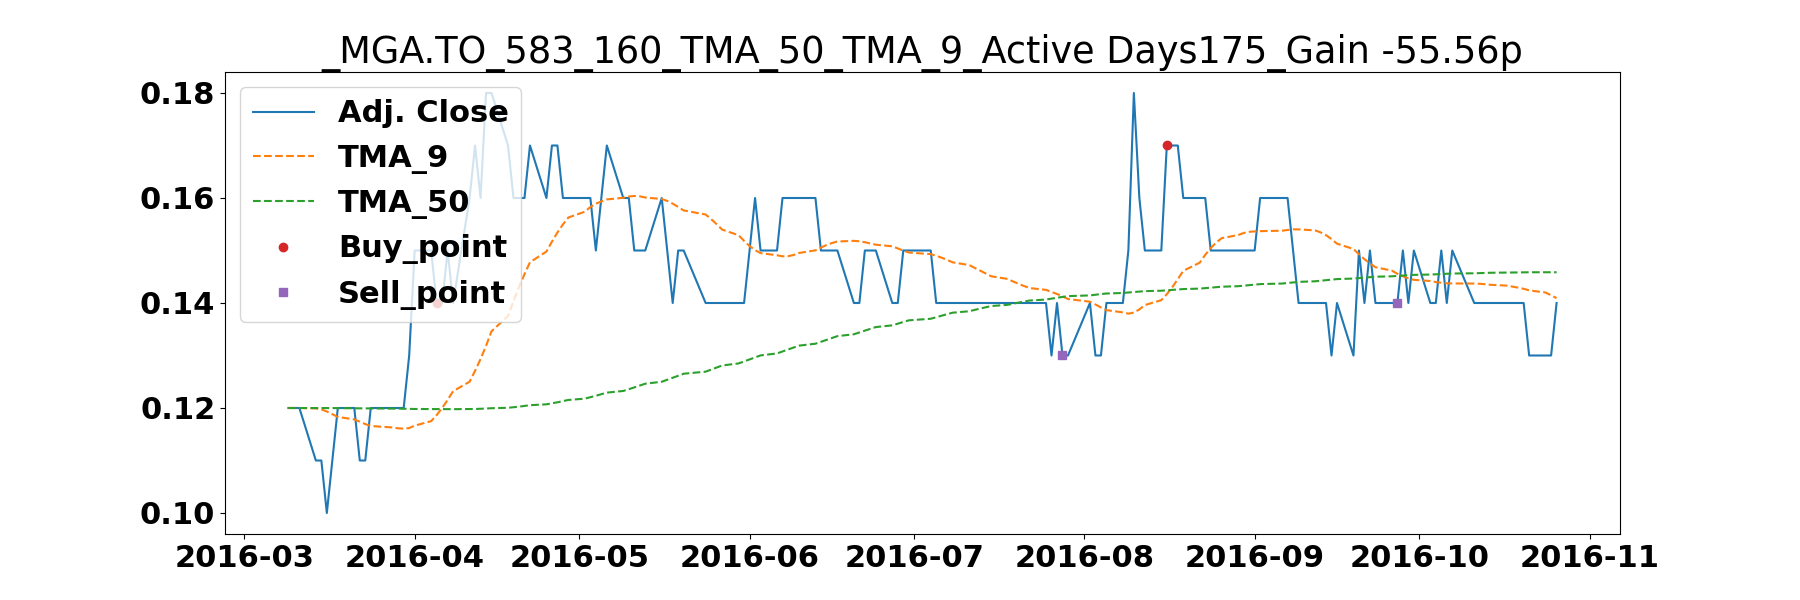 _MGA.TO_583_160_TMA_50_TMA_9_Active Days175_Gain -55.56p
0.18
0.16
0.14
0.12
0.10
Adj. Close
TMA_9
TMA_50
Buy_point
Sell_point
2016-03 2016-04 2016-05 2016-06 2016-07 2016-08 2016-09 2016-10 2016-11